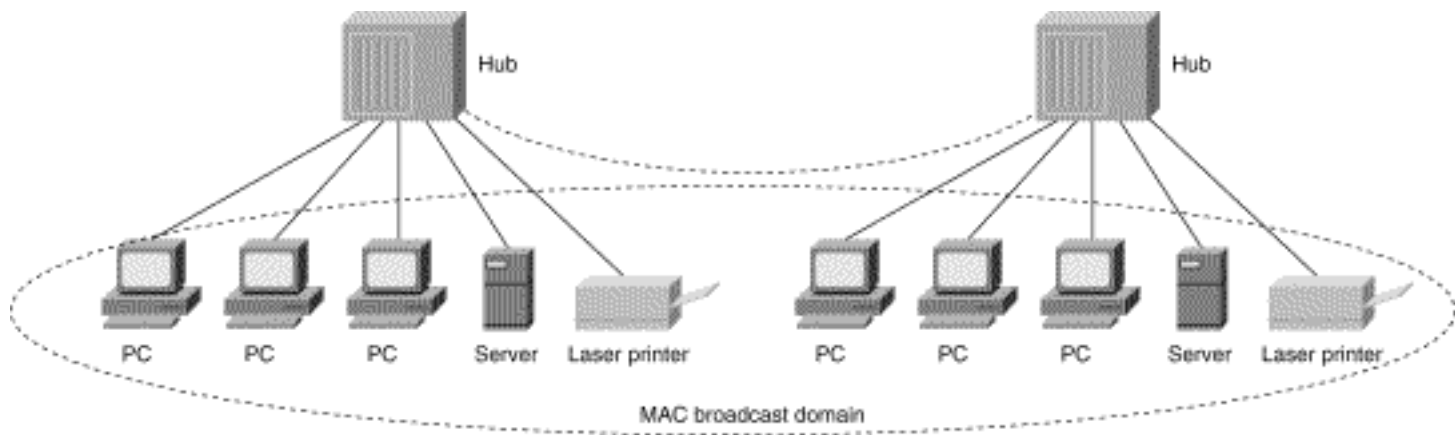 Hub
Hub
PC
PC
PC
Server
Laser printer
PC
PC
PC
Server
Laser printer
MAC broadcast domain